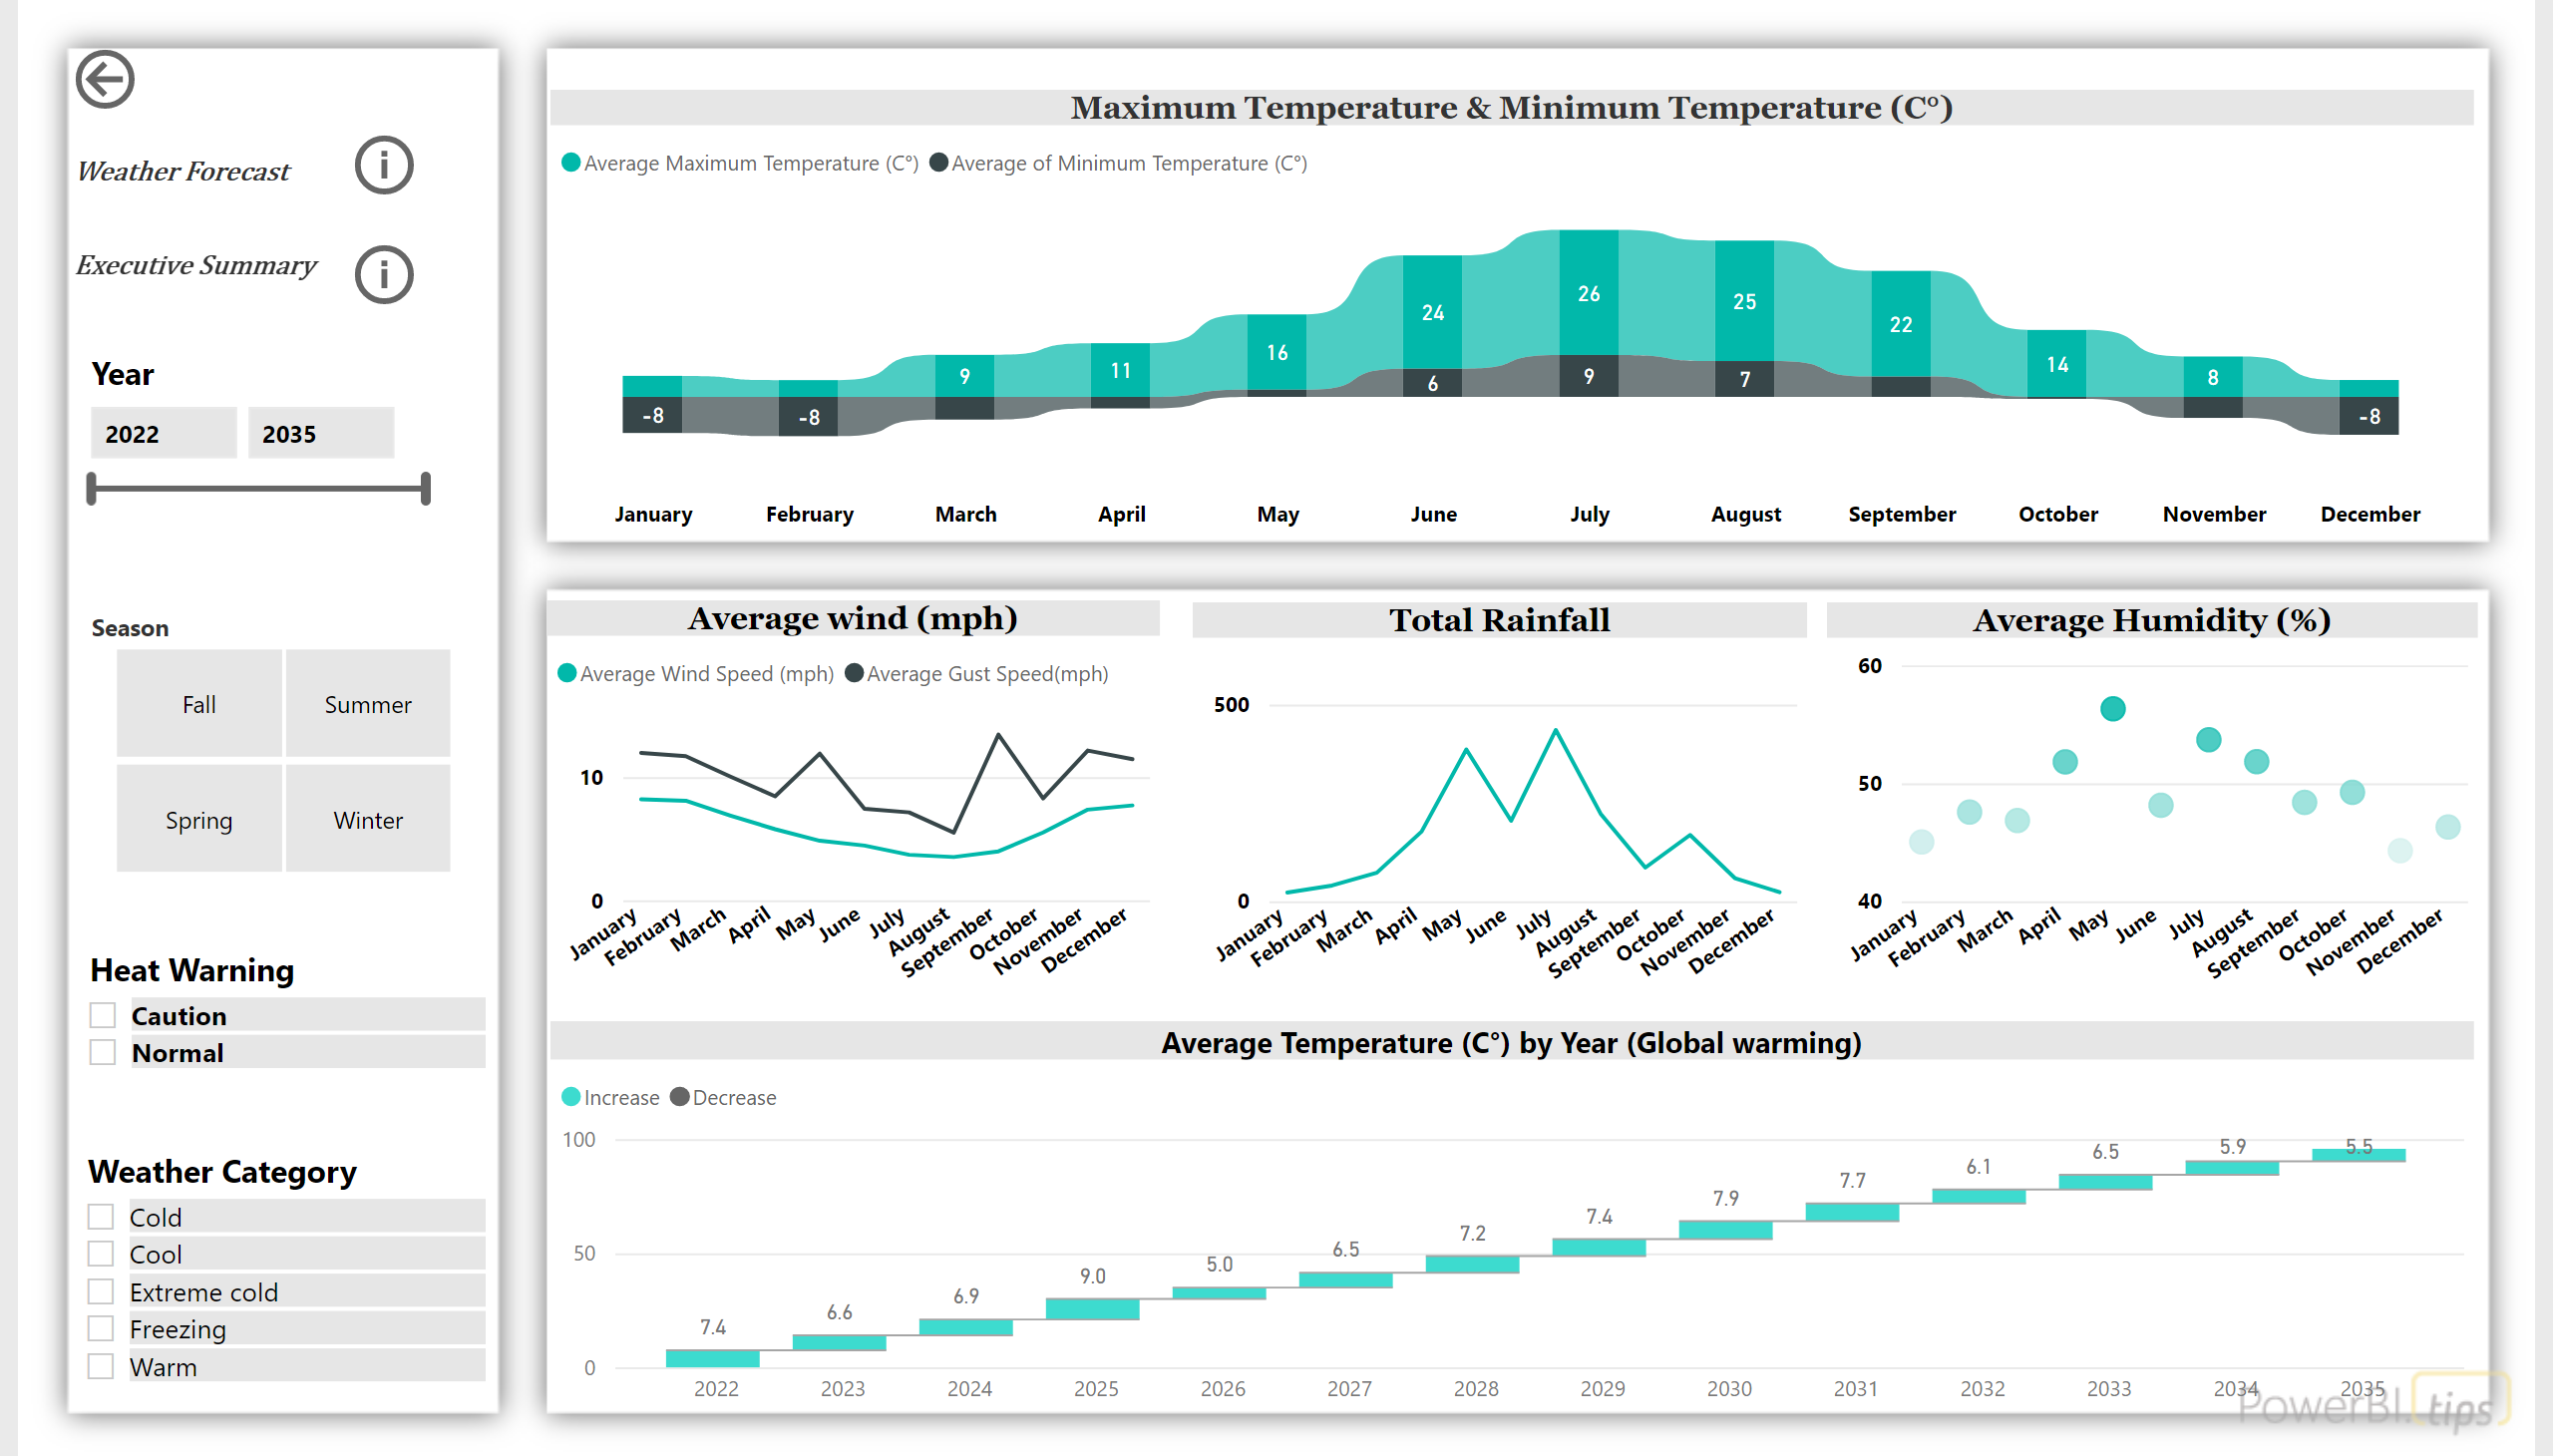 Weather Forecast
Executive Summary
Year
2022 2035
Season
Fall Summer
Spring Winter
Heat Warning
Caution
Normal
Weather Category
Cold
Cool
Extreme cold
Freezing
Warm
Maximum Temperature & Minimum Temperature (C°)
Average Maximum Temperature (C°) Average of Minimum Temperature (C°)
-8 -8 9 11 16 24 6 26 9 25 7 22 14 8 -8
January February March April May June July August September October November December
Average wind (mph)
Average Wind Speed (mph) Average Gust Speed(mph)
10
0
January February March April May June July August September October November December
Total Rainfall
500
0
January February March April May June July August September October November December
Average Humidity (%)
60
50
40
January February March April May June July August September October November December
Average Temperature (C°) by Year (Global warming)
Increase Decrease
100
50
0
7.4 6.6 6.9 9.0 5.0 6.5 7.2 7.4 7.9 7.7 6.1 6.5 5.9 5.5
2022 2023 2024 2025 2026 2027 2028 2029 2030 2031 2032 2033 2034 2035
PowerBI.tips